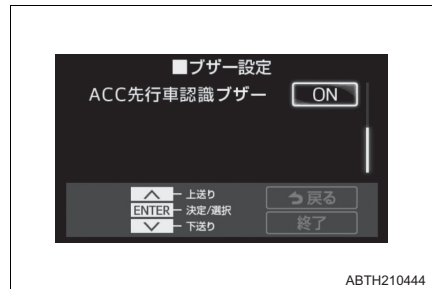 ■ブザー設定
ACC先行車認識ブザー ON
上送り
ENTER 決定/選択
下送り
戻る
終了
ABTH210444